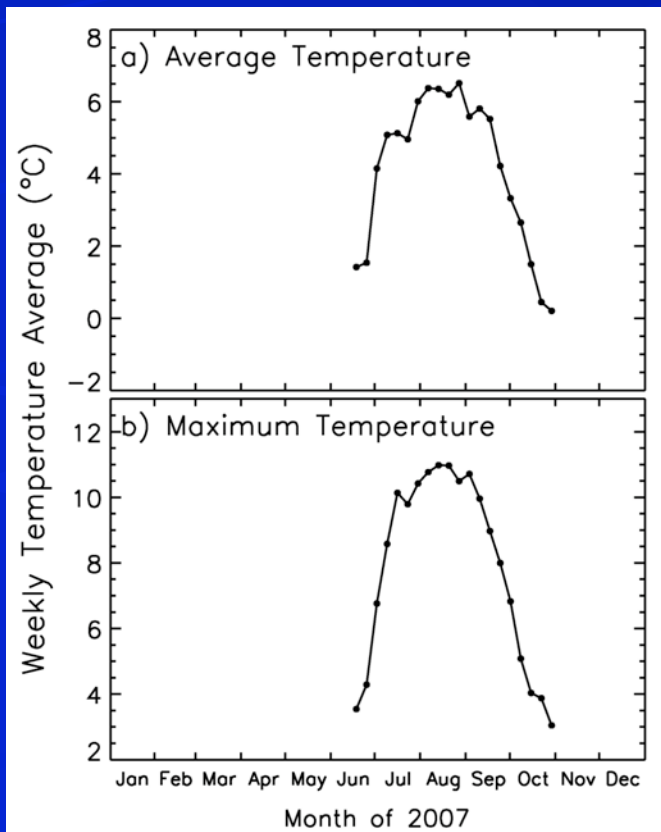 Weekly Temperature Average (°C)
a) Average Temperature
8
6
4
2
0
−2
b) Maximum Temperature
12
10
8
6
4
2
Jan Feb Mar Apr May Jun Jul Aug Sep Oct Nov Dec
Month of 2007